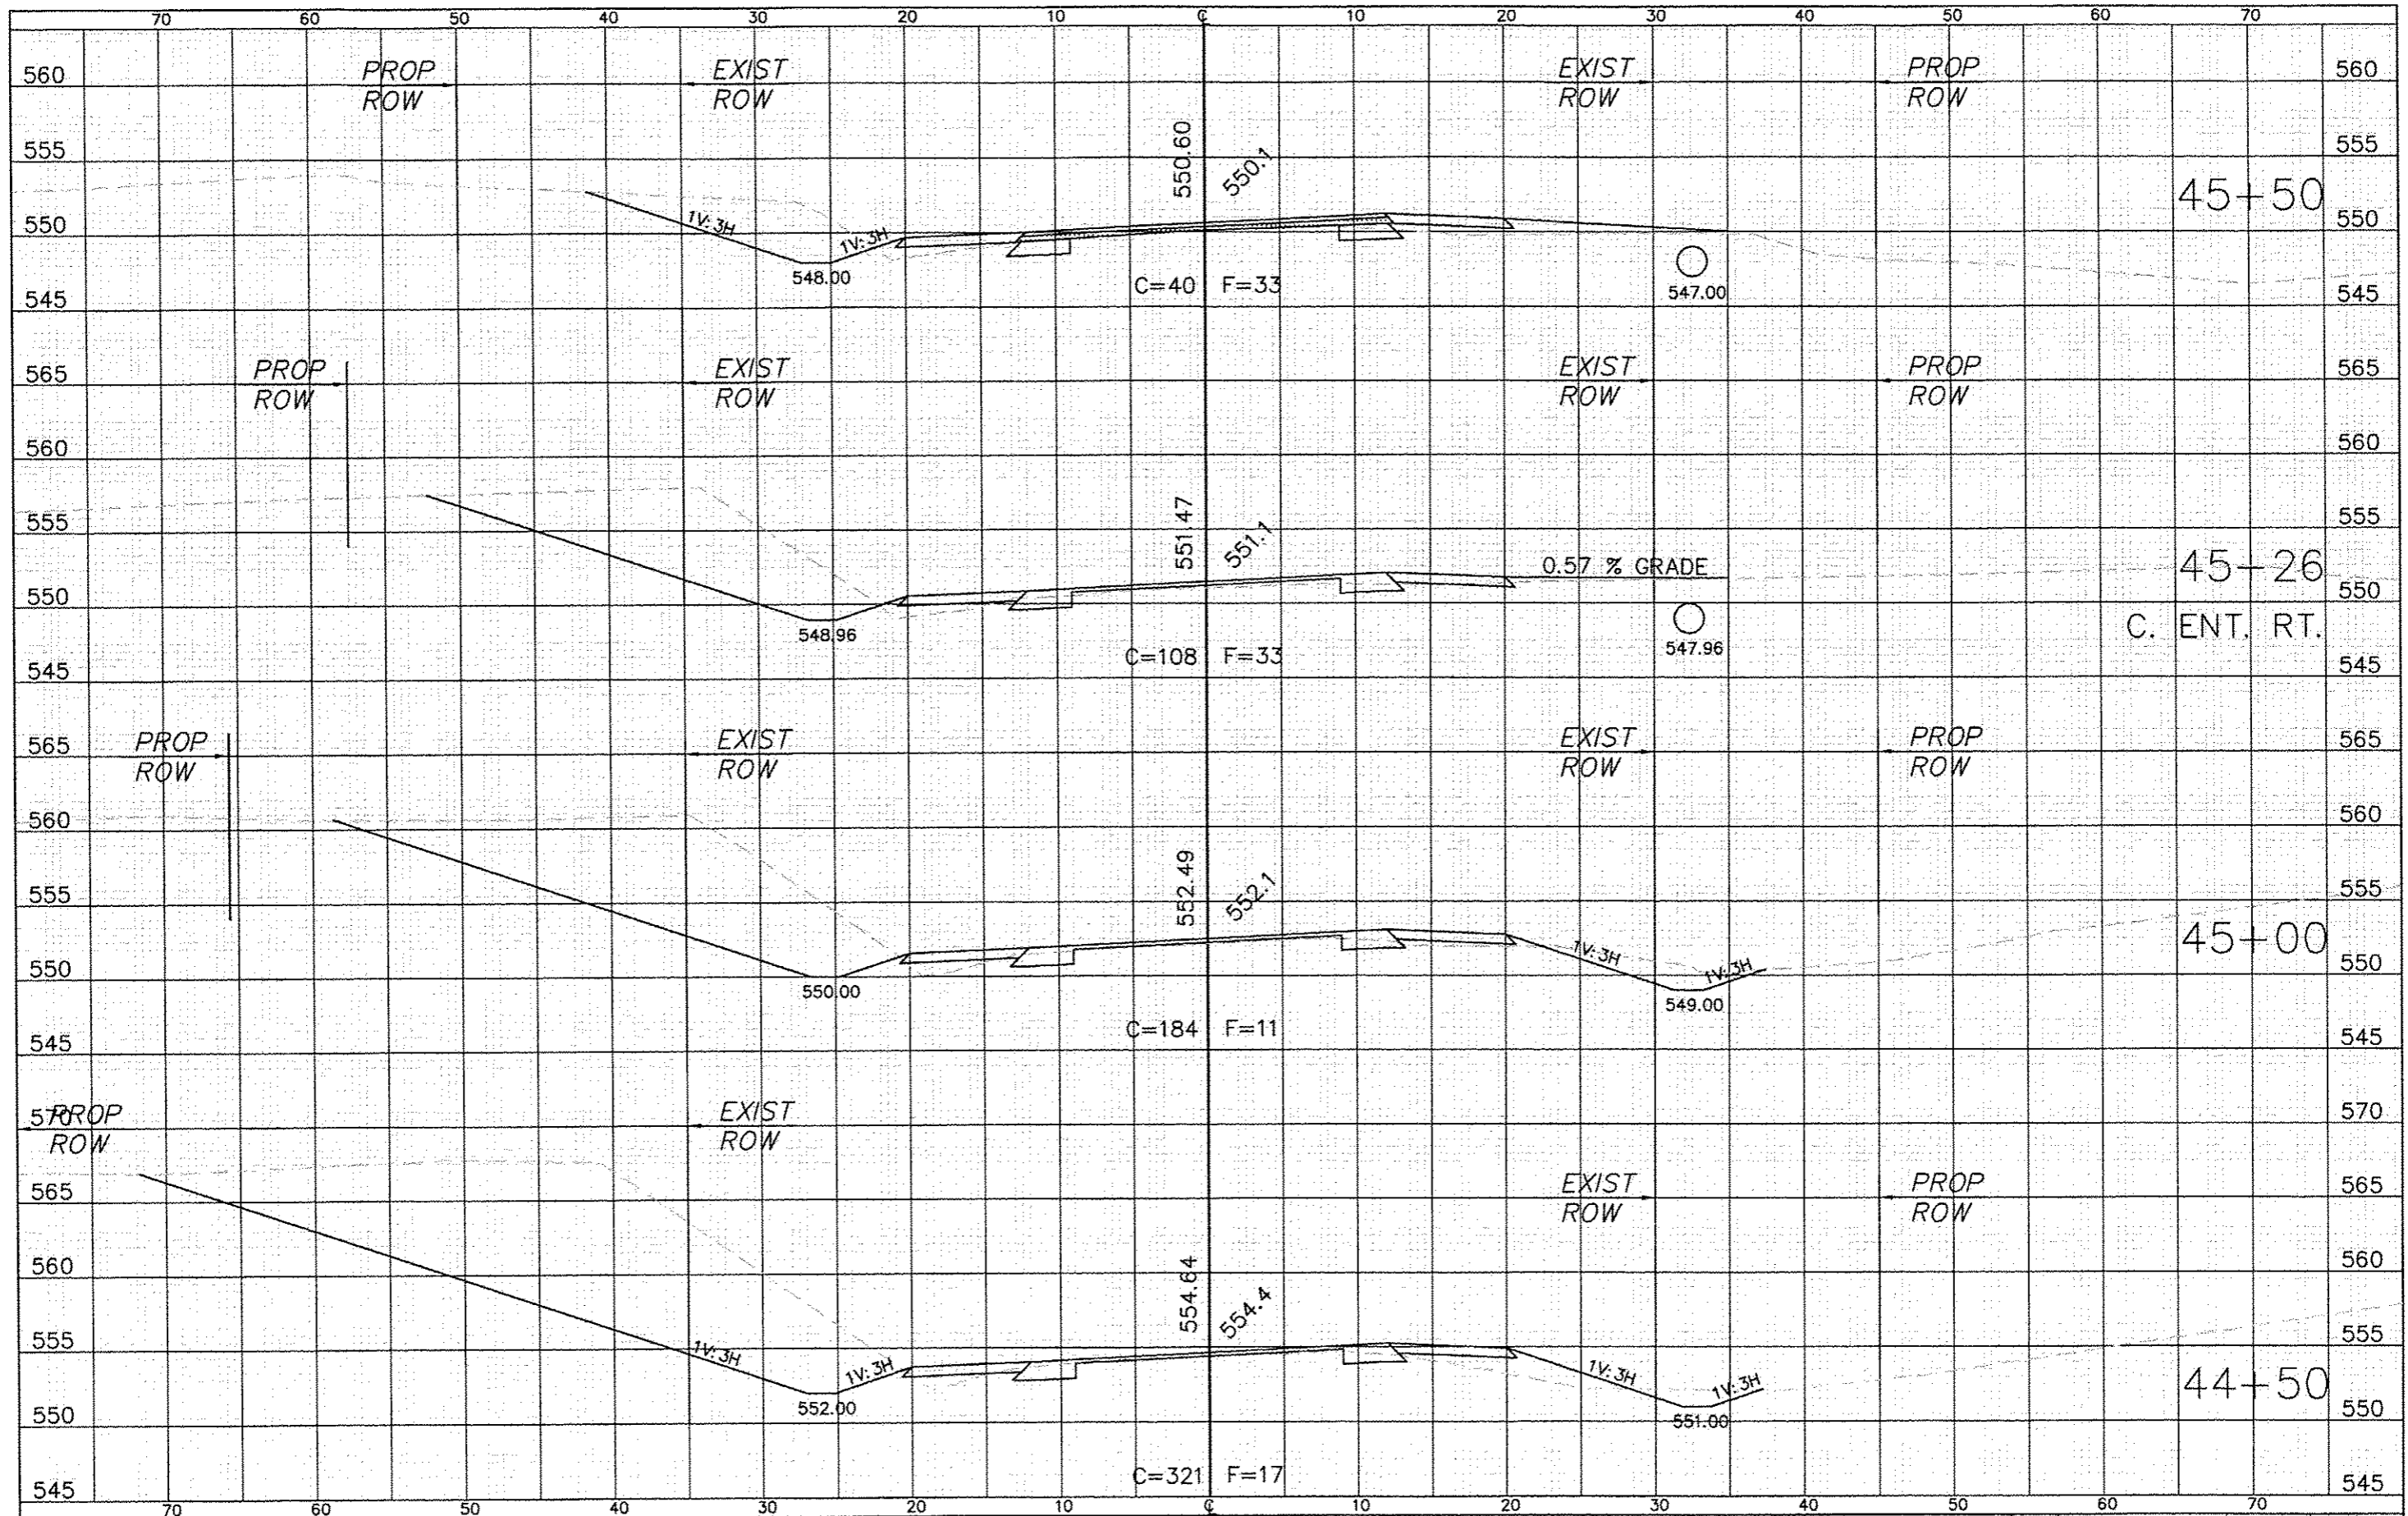 70 60 50 40 30 20 10 ℄ 10 20 30 40 50 60 70
560 PROP ROW EXIST ROW EXIST ROW PROP ROW 560
555 550.60 550.1 555
45+50
550 1V:3H 1V:3H 550
548.00 C=40 F=33 547.00
545 545
565 PROP ROW EXIST ROW EXIST ROW PROP ROW 565
560 560
555 551.47 551.1 555
0.57 % GRADE 45+26
550 550
548.96 547.96 C. ENT. RT.
C=108 F=33
545 545
565 PROP ROW EXIST ROW EXIST ROW PROP ROW 565
560 560
555 552.49 552.1 555
45+00
550 1V:3H 1V:3H 550
550.00 549.00
C=184 F=11
545 545
570 PROP ROW EXIST ROW 570
565 EXIST ROW PROP ROW 565
560 554.64 554.4 560
555 1V:3H 1V:3H 1V:3H 1V:3H 555
44+50
550 552.00 551.00 550
C=321 F=17
545 545
70 60 50 40 30 20 10 ℄ 10 20 30 40 50 60 70